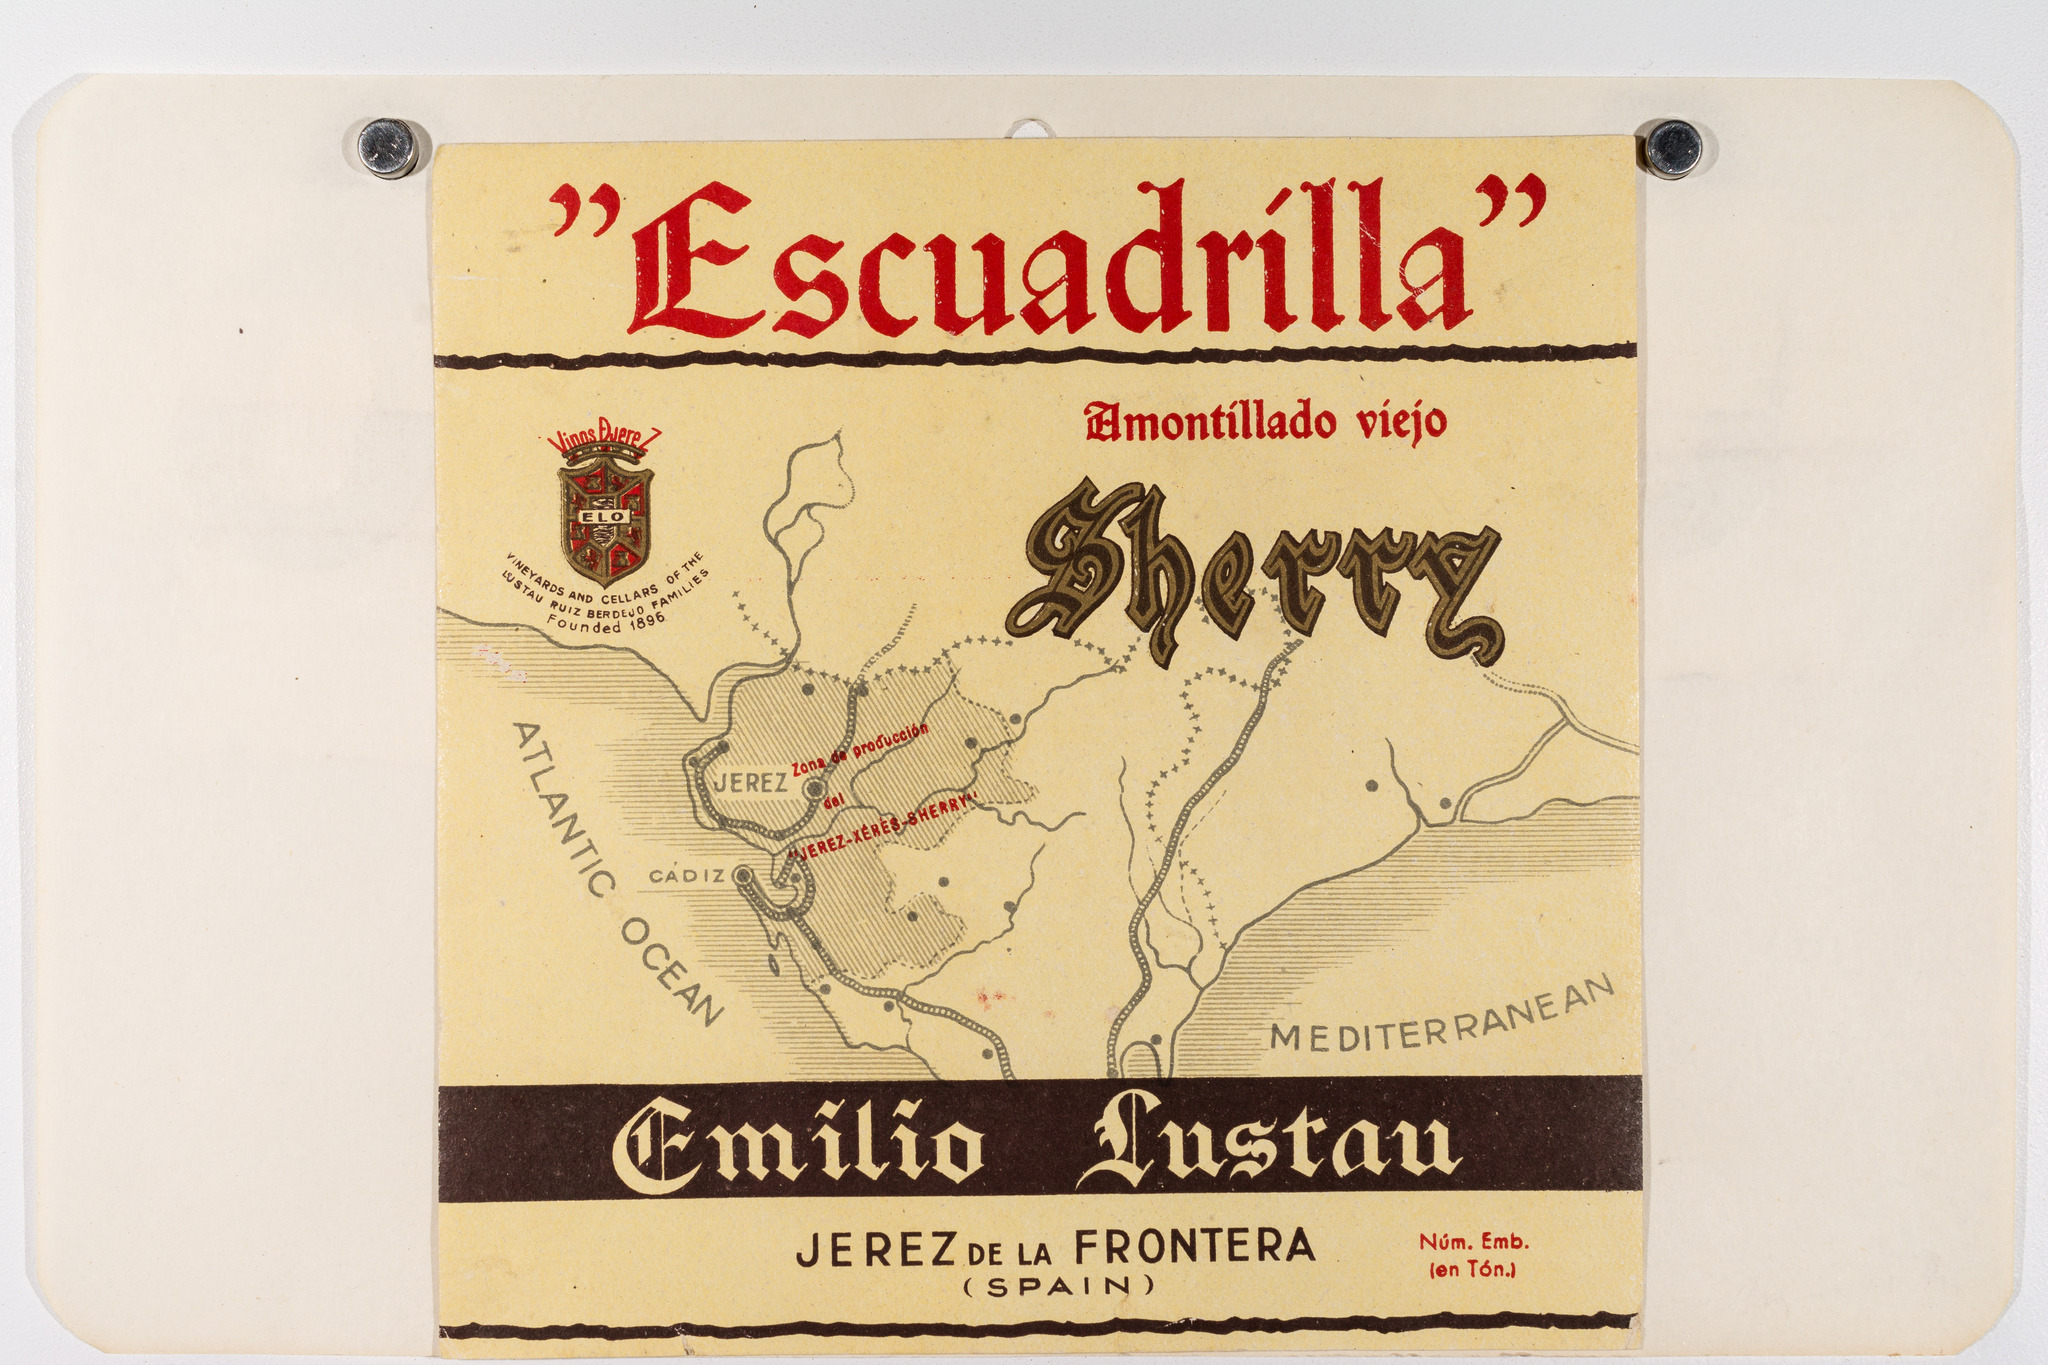 "Escuadrilla"
Amontillado viejo
Sherry
Vinos DJereZ
ELO
VINEYARDS AND CELLARS OF THE
LUSTAU RUIZ BERDEJO FAMILIES
Founded 1896
Zona de producción
del
"JEREZ-XÉRÈS-SHERRY"
JEREZ
CÁDIZ
ATLANTIC OCEAN
MEDITERRANEAN
Emilio Lustau
JEREZ DE LA FRONTERA
(SPAIN)
Núm. Emb.
(en Tón.)